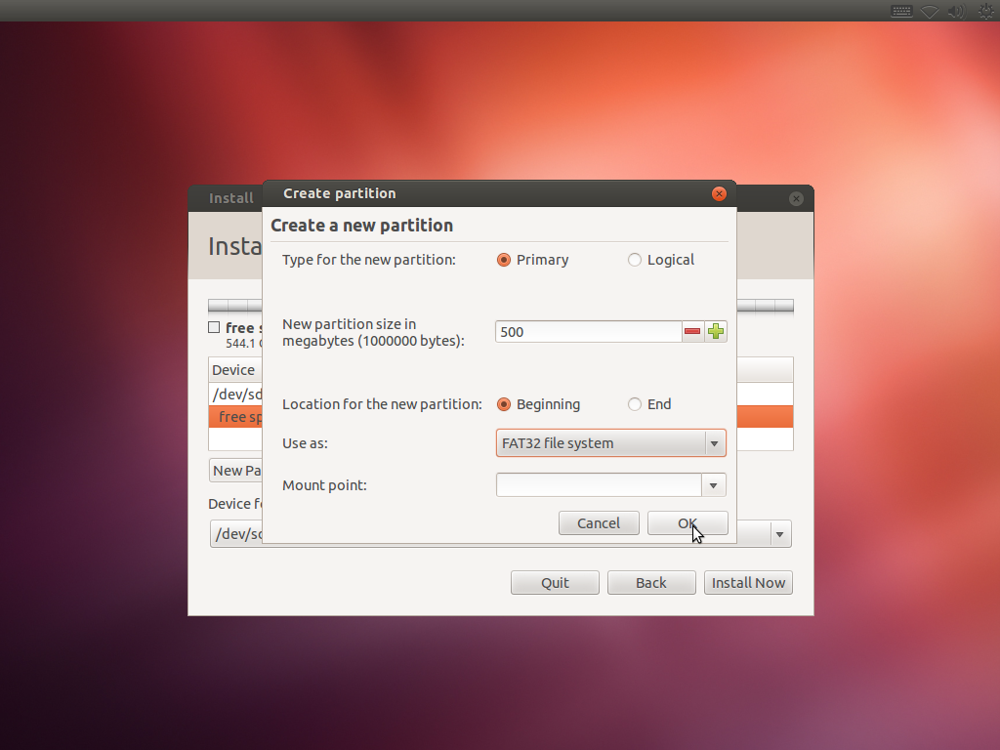 Install
Create partition
Insta
Create a new partition
Type for the new partition: Primary Logical
New partition size in
megabytes (1000000 bytes): 500
free s
544.1
Device
/dev/sd
free sp
Location for the new partition: Beginning End
Use as: FAT32 file system
New Pa
Mount point:
Device fo
Cancel OK
/dev/sd
Quit Back Install Now